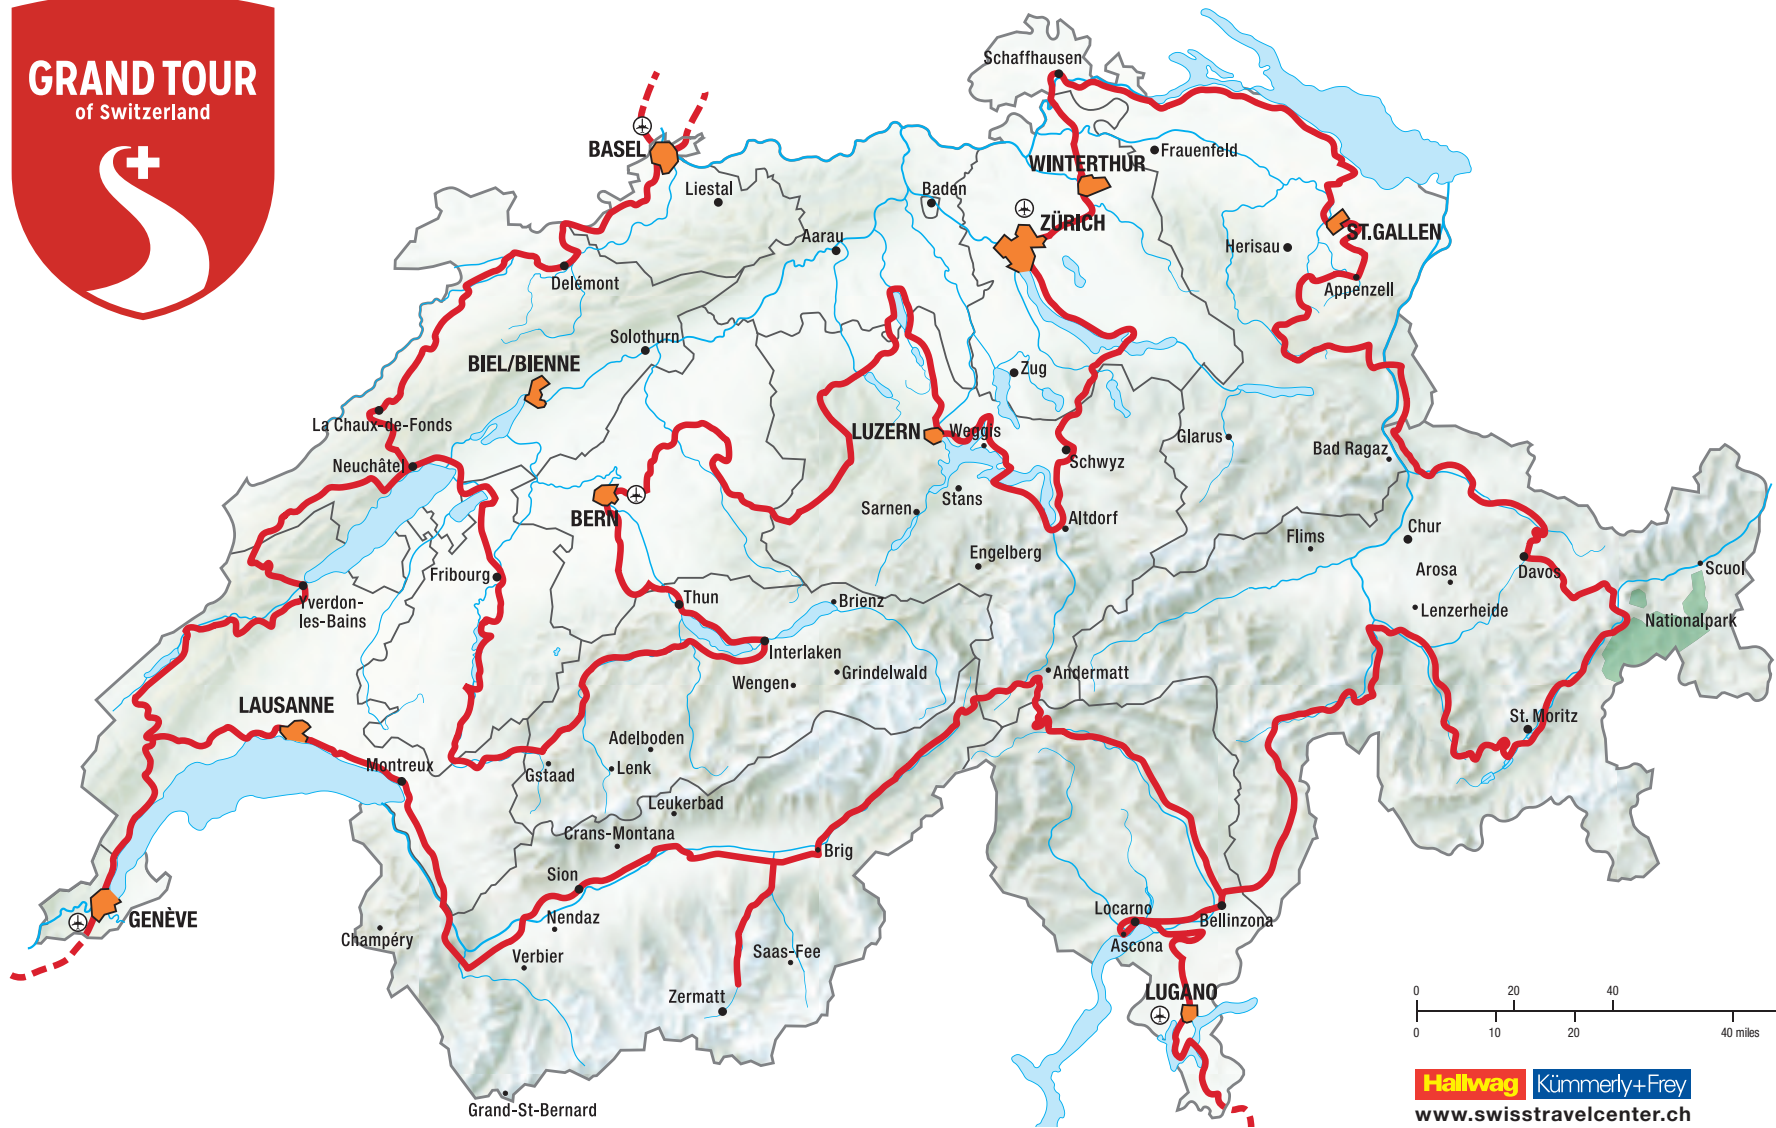 GRAND TOUR
of Switzerland
Schaffhausen
BASEL
Frauenfeld
WINTERTHUR
Liestal
Baden
ZÜRICH
ST.GALLEN
Aarau
Herisau
Delémont
Appenzell
Solothurn
BIEL/BIENNE
Zug
La Chaux-de-Fonds
LUZERN
Weggis
Glarus
Bad Ragaz
Neuchâtel
Schwyz
Stans
Sarnen
BERN
Altdorf
Chur
Flims
Engelberg
Fribourg
Arosa
Davos
Scuol
Yverdon-
les-Bains
Thun
Brienz
Lenzerheide
Nationalpark
Interlaken
Grindelwald
Wengen
Andermatt
LAUSANNE
St. Moritz
Adelboden
Montreux
Gstaad
Lenk
Leukerbad
Crans-Montana
Brig
Sion
Locarno
GENÈVE
Nendaz
Bellinzona
Champéry
Ascona
Verbier
Saas-Fee
Zermatt
LUGANO
0 20 40
0 10 20 40 miles
Hallwag Kümmerly+Frey
Grand-St-Bernard
www.swisstravelcenter.ch